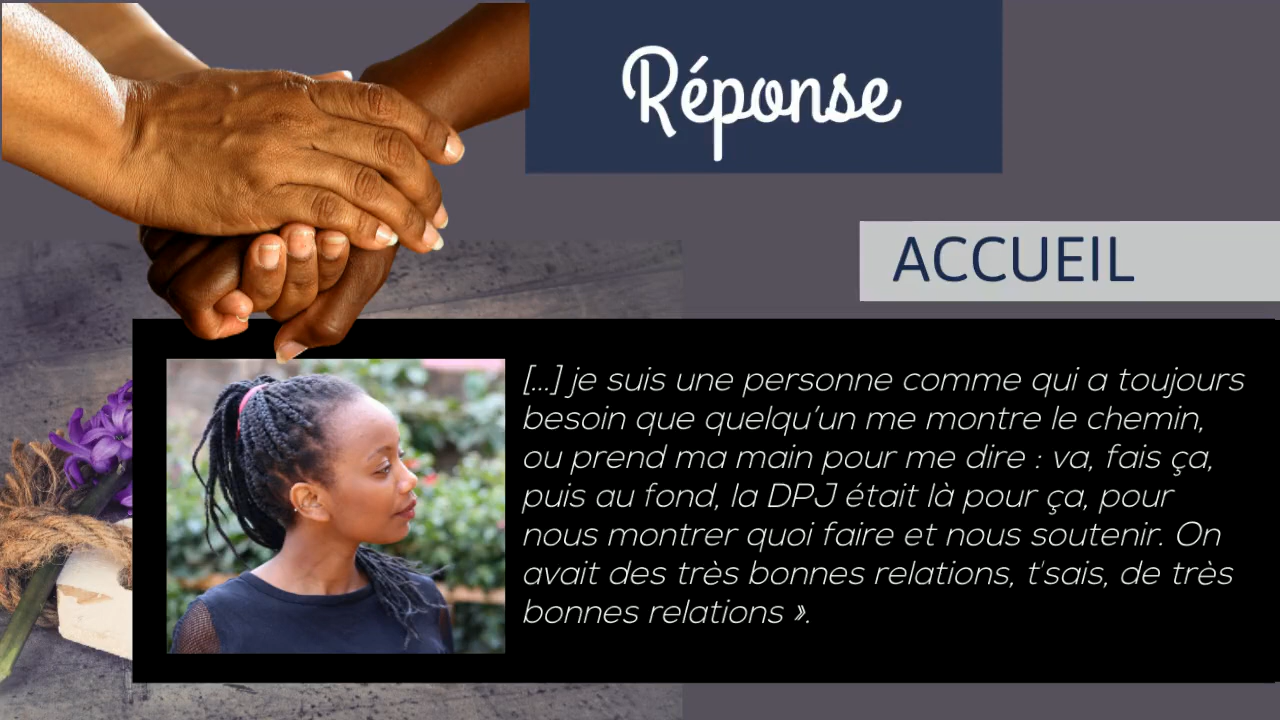 Réponse
ACCUEIL
[...] je suis une personne comme qui a toujours
besoin que quelqu’un me montre le chemin,
ou prend ma main pour me dire : va, fais ça,
puis au fond, la DPJ était là pour ça, pour
nous montrer quoi faire et nous soutenir. On
avait des très bonnes relations, t'sais, de très
bonnes relations ».